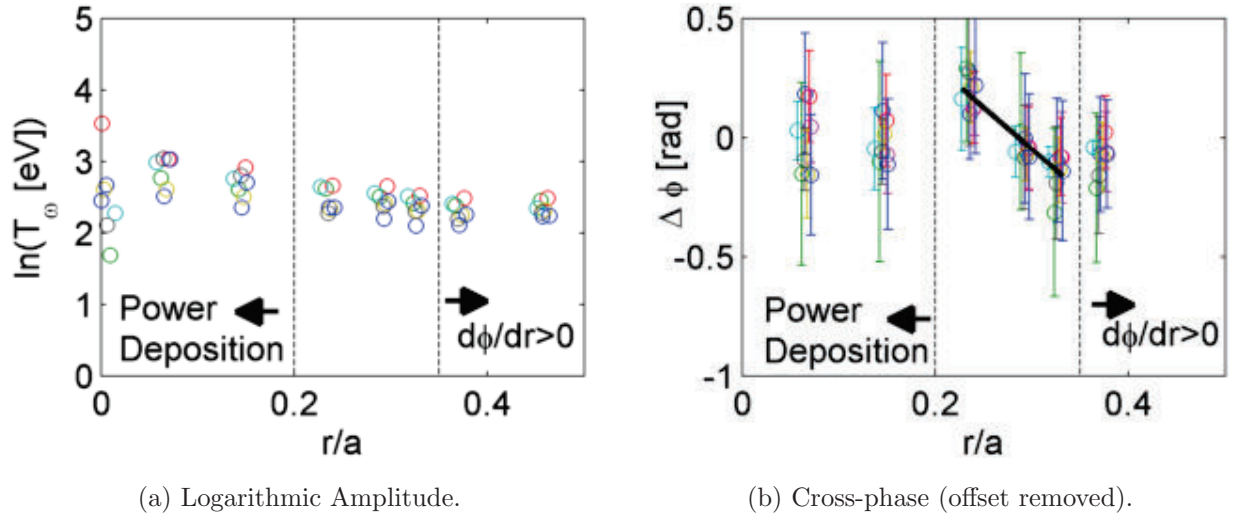 5
4
3
2
1
0
ln(T_ω [eV])
Power
Deposition
dϕ/dr>0
0
0.2
0.4
r/a
(a) Logarithmic Amplitude.
0.5
0
-0.5
-1
Δ ϕ [rad]
Power
Deposition
dϕ/dr>0
0
0.2
0.4
r/a
(b) Cross-phase (offset removed).